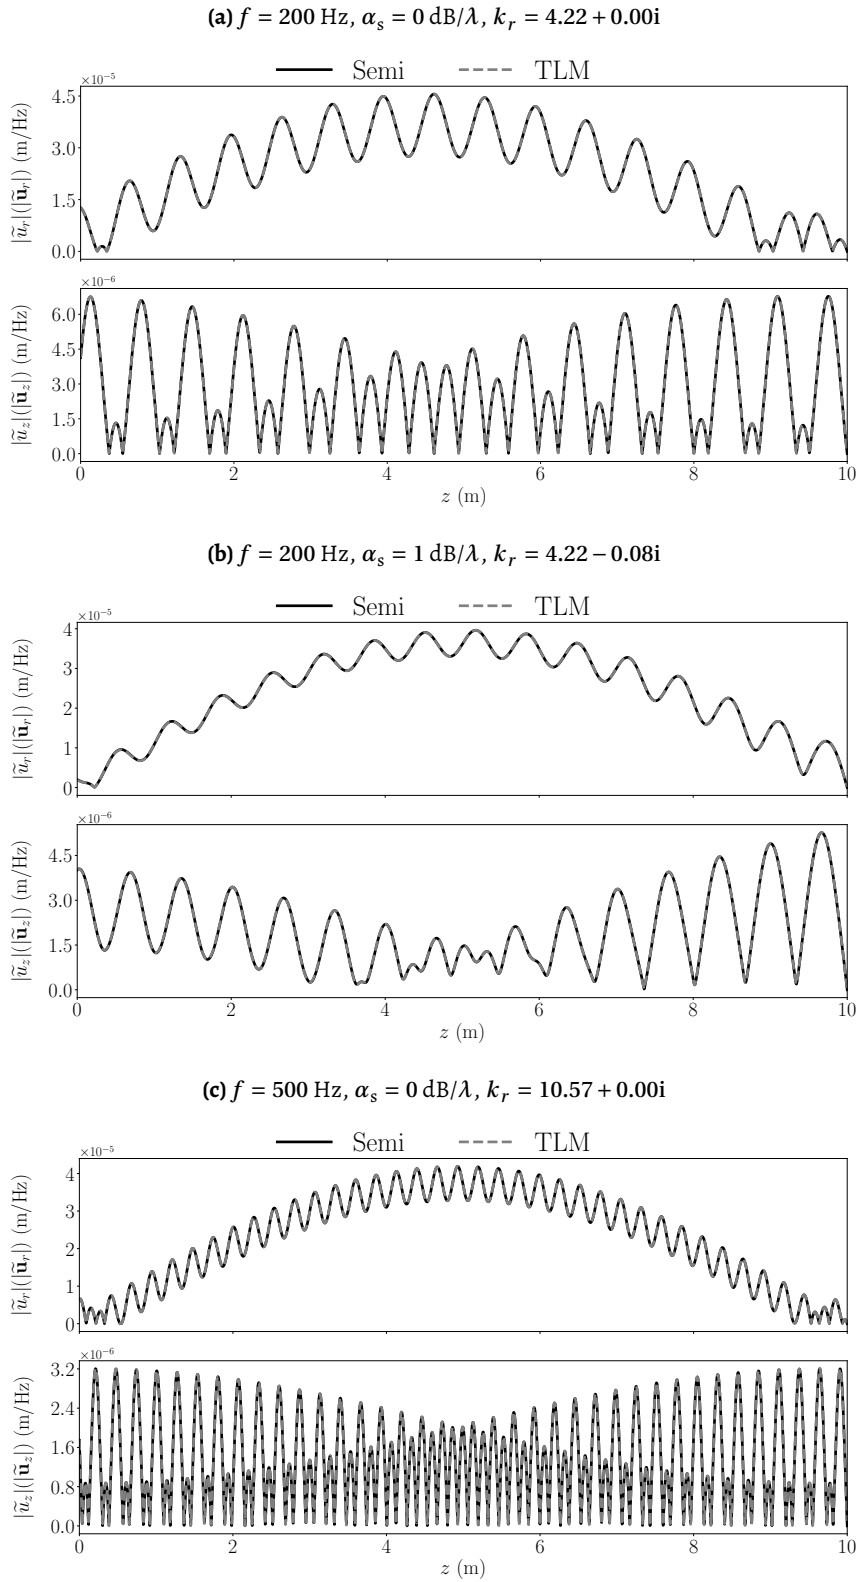 (a) f = 200 Hz, αs = 0 dB/λ, kr = 4.22 + 0.00i
Semi TLM
×10⁻⁵
|ũr|(|ũr|) (m/Hz)
4.5
3.0
1.5
0.0
×10⁻⁶
|ũz|(|ũz|) (m/Hz)
6.0
4.5
3.0
1.5
0.0
0 2 4 6 8 10
z (m)
(b) f = 200 Hz, αs = 1 dB/λ, kr = 4.22 − 0.08i
Semi TLM
×10⁻⁵
|ũr|(|ũr|) (m/Hz)
4
3
2
1
0
×10⁻⁶
|ũz|(|ũz|) (m/Hz)
4.5
3.0
1.5
0.0
0 2 4 6 8 10
z (m)
(c) f = 500 Hz, αs = 0 dB/λ, kr = 10.57 + 0.00i
Semi TLM
×10⁻⁵
|ũr|(|ũr|) (m/Hz)
4
3
2
1
0
×10⁻⁶
|ũz|(|ũz|) (m/Hz)
3.2
2.4
1.6
0.8
0.0
0 2 4 6 8 10
z (m)